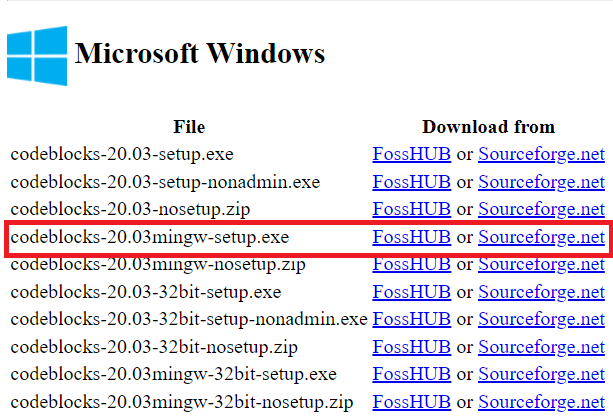 Microsoft Windows
File Download from
codeblocks-20.03-setup.exe FossHUB or Sourceforge.net
codeblocks-20.03-setup-nonadmin.exe FossHUB or Sourceforge.net
codeblocks-20.03-nosetup.zip FossHUB or Sourceforge.net
codeblocks-20.03mingw-setup.exe FossHUB or Sourceforge.net
codeblocks-20.03mingw-nosetup.zip FossHUB or Sourceforge.net
codeblocks-20.03-32bit-setup.exe FossHUB or Sourceforge.net
codeblocks-20.03-32bit-setup-nonadmin.exe FossHUB or Sourceforge.net
codeblocks-20.03-32bit-nosetup.zip FossHUB or Sourceforge.net
codeblocks-20.03mingw-32bit-setup.exe FossHUB or Sourceforge.net
codeblocks-20.03mingw-32bit-nosetup.zip FossHUB or Sourceforge.net